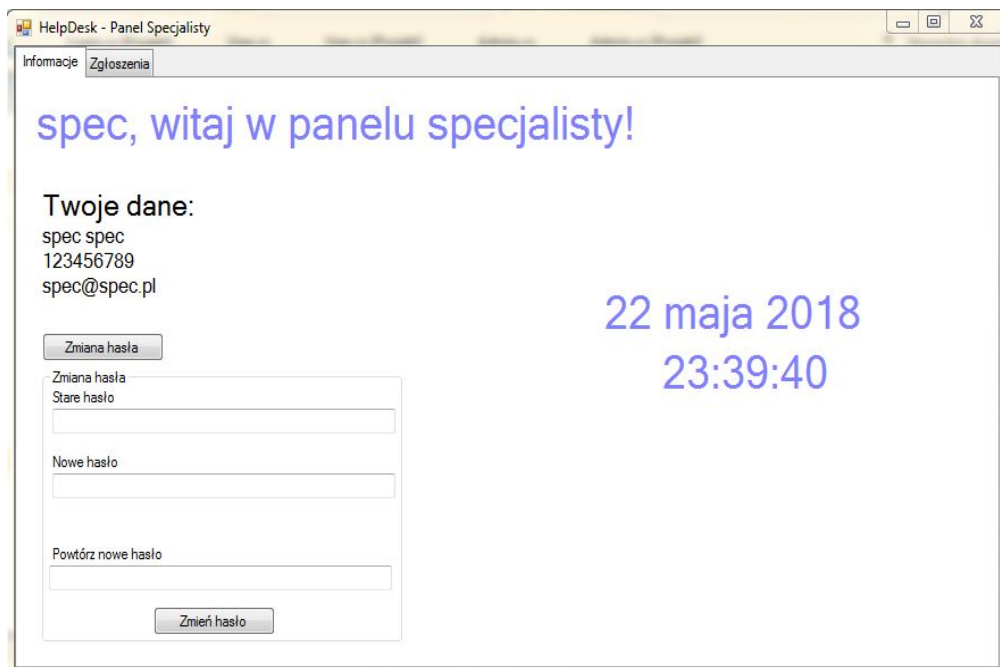 HelpDesk - Panel Specjalisty
Informacje Zgłoszenia
spec, witaj w panelu specjalisty!
Twoje dane:
spec spec
123456789
spec@spec.pl
22 maja 2018
23:39:40
Zmiana hasła
Zmiana hasła
Stare hasło
Nowe hasło
Powtórz nowe hasło
Zmień hasło